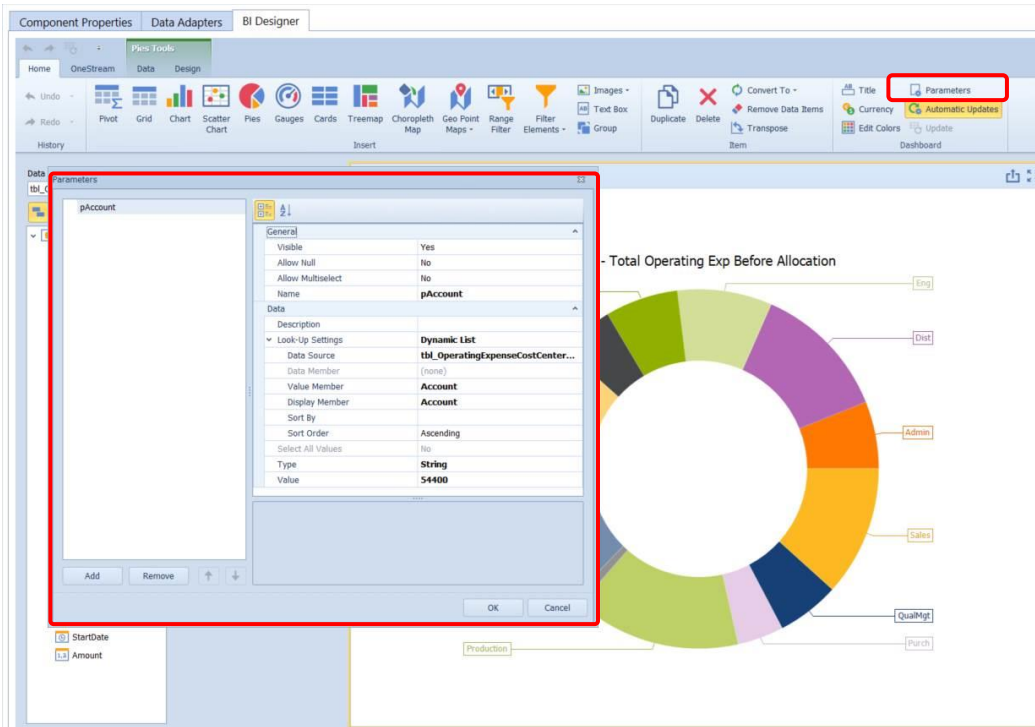 Component Properties Data Adapters BI Designer
Pies Tools
Home OneStream Data Design
Undo
Redo
History
Pivot Grid Chart Scatter Chart Pies Gauges Cards Treemap Choropleth Map Geo Point Maps Range Filter Filter Elements
Images
Text Box
Group
Insert
Duplicate Delete
Convert To
Remove Data Items
Transpose
Item
Title Parameters
Currency Automatic Updates
Edit Colors Update
Dashboard
Data
Parameters
pAccount
General
Visible Yes
Allow Null No
Allow Multiselect No
Name pAccount
Data
Description
Look-Up Settings Dynamic List
Data Source tbl_OperatingExpenseCostCenter...
Data Member (none)
Value Member Account
Display Member Account
Sort By
Sort Order Ascending
Select All Values No
Type String
Value 54400
Add Remove
OK Cancel
StartDate
1,2 Amount
- Total Operating Exp Before Allocation
Eng
Dist
Admin
Sales
QualMgt
Purch
Production